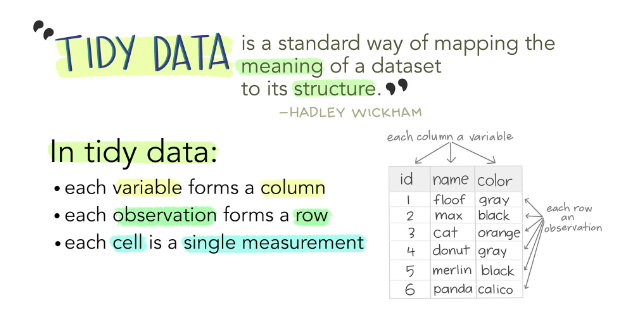 “TIDY DATA is a standard way of mapping the
meaning of a dataset
to its structure.”
—HADLEY WICKHAM
In tidy data:
• each variable forms a column
• each observation forms a row
• each cell is a single measurement
each column a variable
id name color
1 floof gray
2 max black
3 cat orange
4 donut gray
5 merlin black
6 panda calico
each row
an
observation